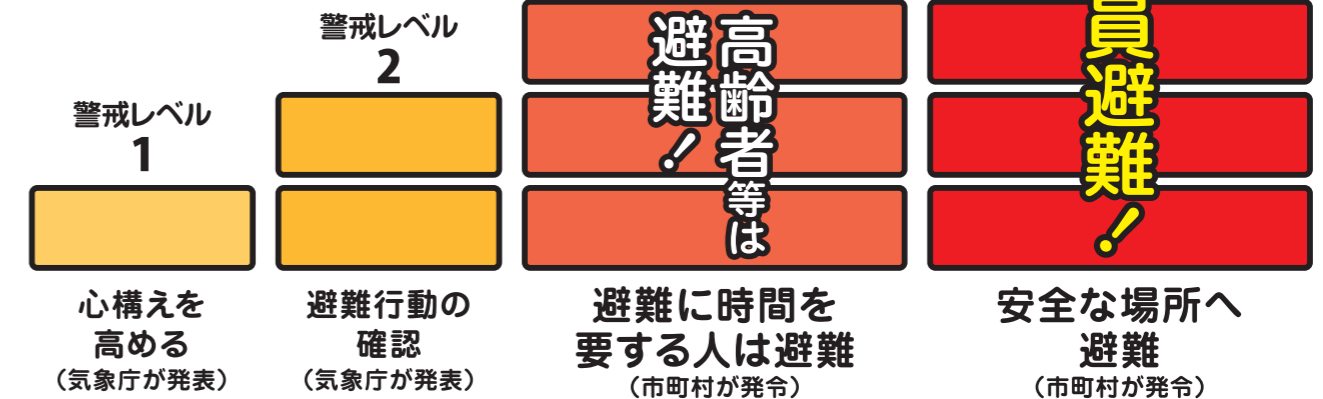 警戒レベル
1
心構えを
高める
（気象庁が発表）
警戒レベル
2
避難行動の
確認
（気象庁が発表）
高齢者等は
避難！
避難に時間を
要する人は避難
（市町村が発令）
員避難！
安全な場所へ
避難
（市町村が発令）